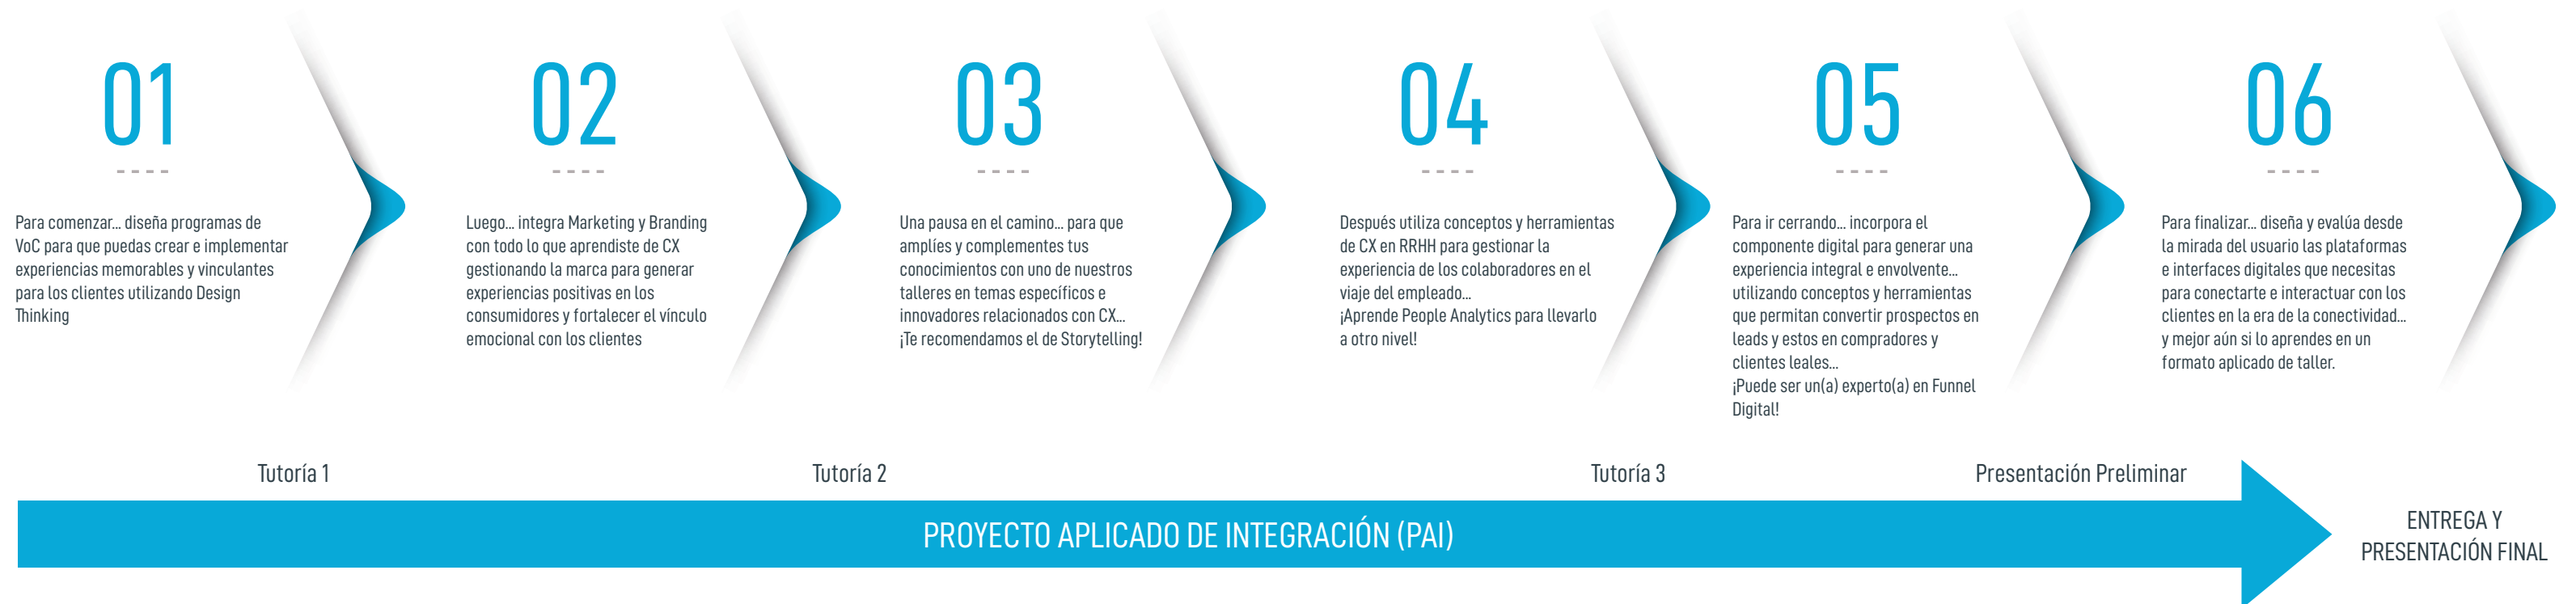 01
Para comenzar... diseña programas de
VoC para que puedas crear e implementar
experiencias memorables y vinculantes
para los clientes utilizando Design
Thinking
02
Luego... integra Marketing y Branding
con todo lo que aprendiste de CX
gestionando la marca para generar
experiencias positivas en los
consumidores y fortalecer el vínculo
emocional con los clientes
03
Una pausa en el camino... para que
amplíes y complementes tus
conocimientos con uno de nuestros
talleres en temas específicos e
innovadores relacionados con CX...
¡Te recomendamos el de Storytelling!
04
Después utiliza conceptos y herramientas
de CX en RRHH para gestionar la
experiencia de los colaboradores en el
viaje del empleado...
¡Aprende People Analytics para llevarlo
a otro nivel!
05
Para ir cerrando... incorpora el
componente digital para generar una
experiencia integral e envolvente...
utilizando conceptos y herramientas
que permitan convertir prospectos en
leads y estos en compradores y
clientes leales...
¡Puede ser un(a) experto(a) en Funnel
Digital!
06
Para finalizar... diseña y evalúa desde
la mirada del usuario las plataformas
e interfaces digitales que necesitas
para conectarte e interactuar con los
clientes en la era de la conectividad...
y mejor aún si lo aprendes en un
formato aplicado de taller.
Tutoría 1
Tutoría 2
Tutoría 3
Presentación Preliminar
PROYECTO APLICADO DE INTEGRACIÓN (PAI)
ENTREGA Y
PRESENTACIÓN FINAL